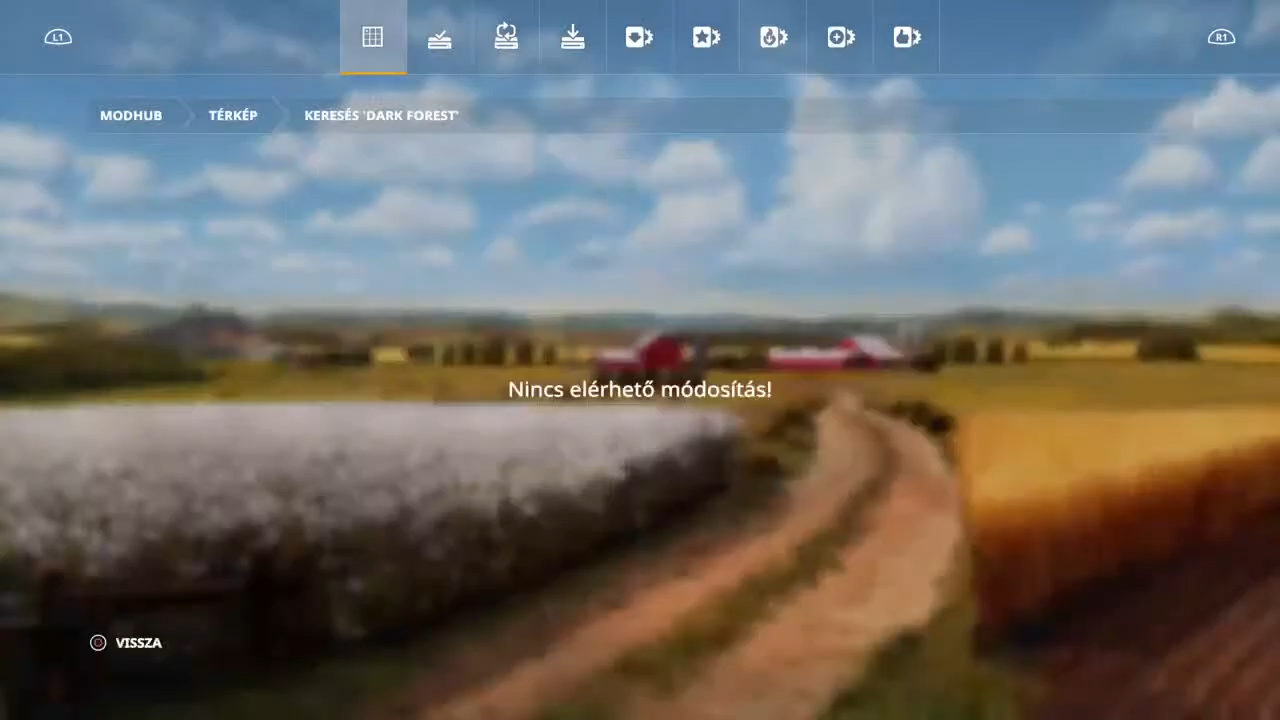 L1
R1
MODHUB
TÉRKÉP
KERESÉS 'DARK FOREST'
Nincs elérhető módosítás!
VISSZA